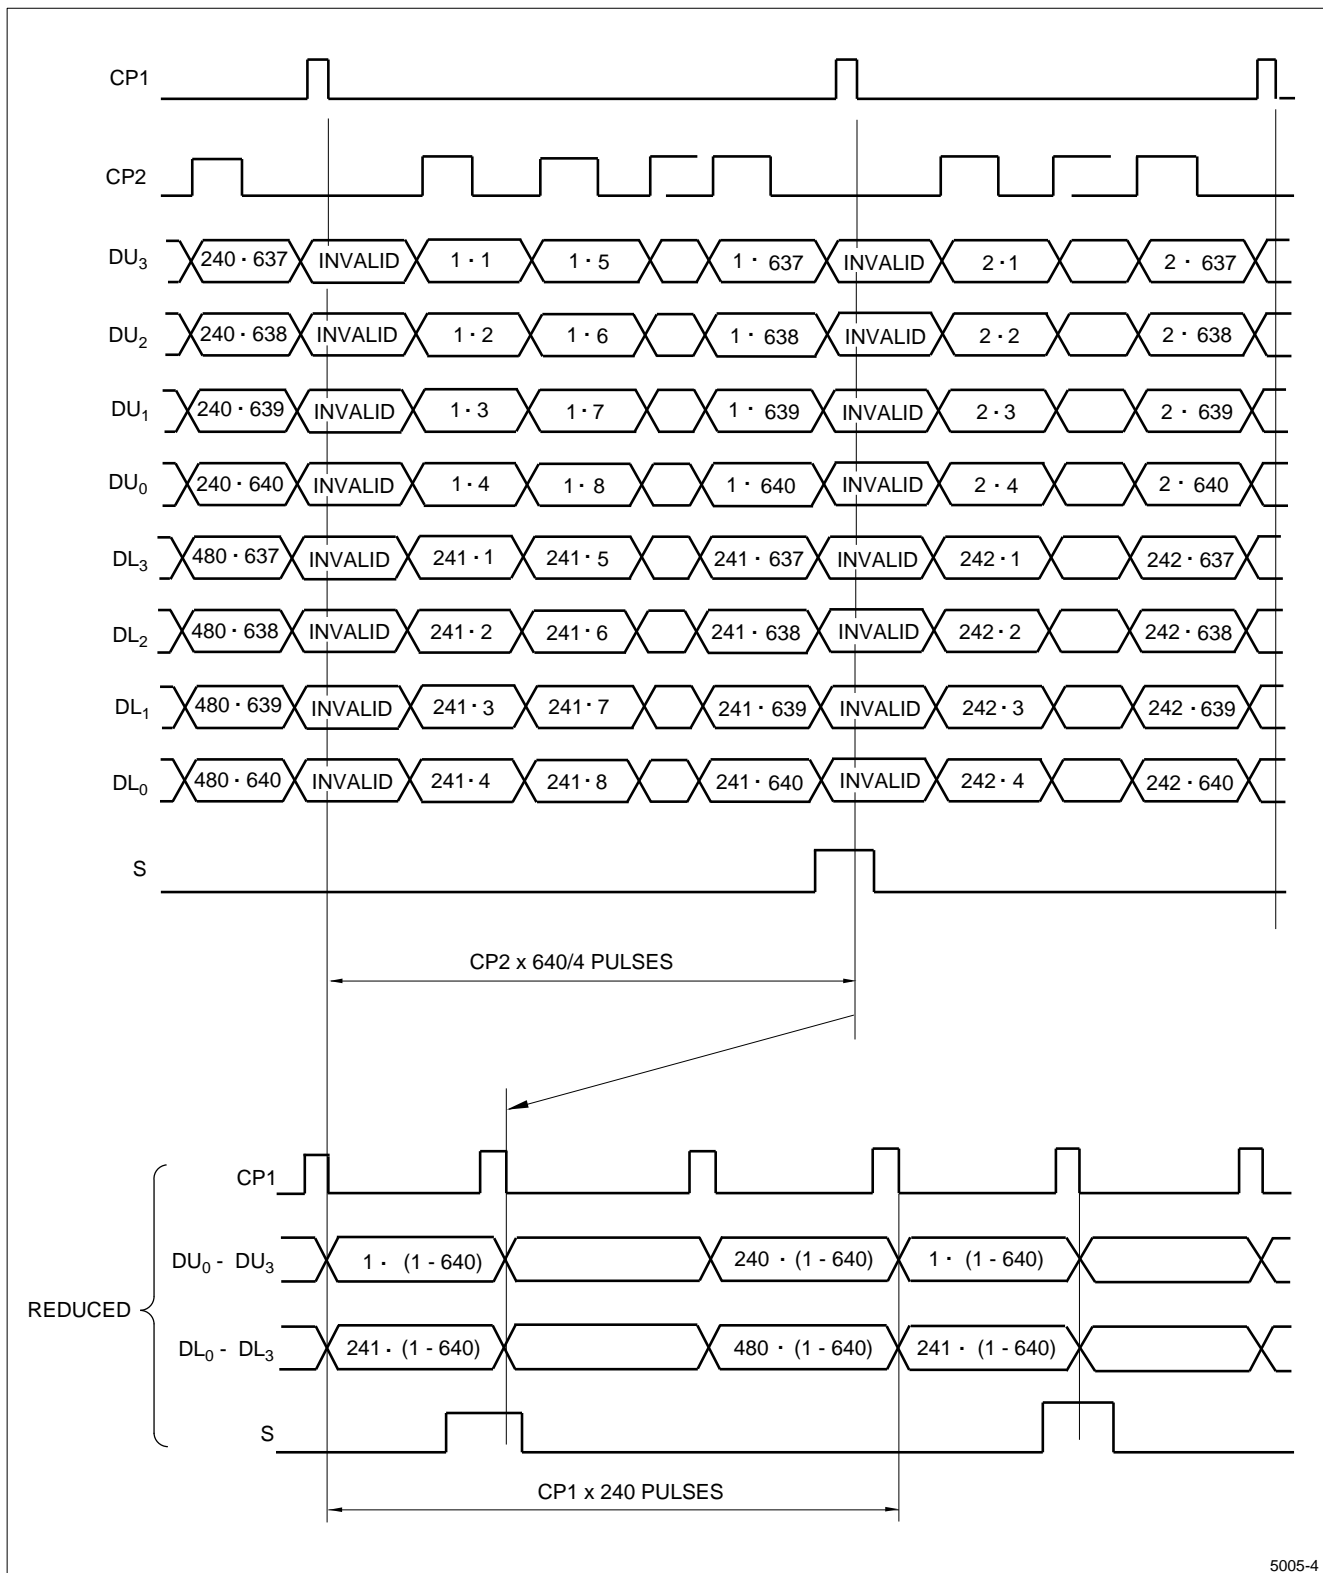 CP1
CP2
DU3 240 · 637 INVALID 1 · 1 1 · 5 1 · 637 INVALID 2 · 1 2 · 637
DU2 240 · 638 INVALID 1 · 2 1 · 6 1 · 638 INVALID 2 · 2 2 · 638
DU1 240 · 639 INVALID 1 · 3 1 · 7 1 · 639 INVALID 2 · 3 2 · 639
DU0 240 · 640 INVALID 1 · 4 1 · 8 1 · 640 INVALID 2 · 4 2 · 640
DL3 480 · 637 INVALID 241 · 1 241 · 5 241 · 637 INVALID 242 · 1 242 · 637
DL2 480 · 638 INVALID 241 · 2 241 · 6 241 · 638 INVALID 242 · 2 242 · 638
DL1 480 · 639 INVALID 241 · 3 241 · 7 241 · 639 INVALID 242 · 3 242 · 639
DL0 480 · 640 INVALID 241 · 4 241 · 8 241 · 640 INVALID 242 · 4 242 · 640
S
CP2 x 640/4 PULSES
CP1
DU0 - DU3 1 · (1 - 640) 240 · (1 - 640) 1 · (1 - 640)
REDUCED
DL0 - DL3 241 · (1 - 640) 480 · (1 - 640) 241 · (1 - 640)
S
CP1 x 240 PULSES
5005-4